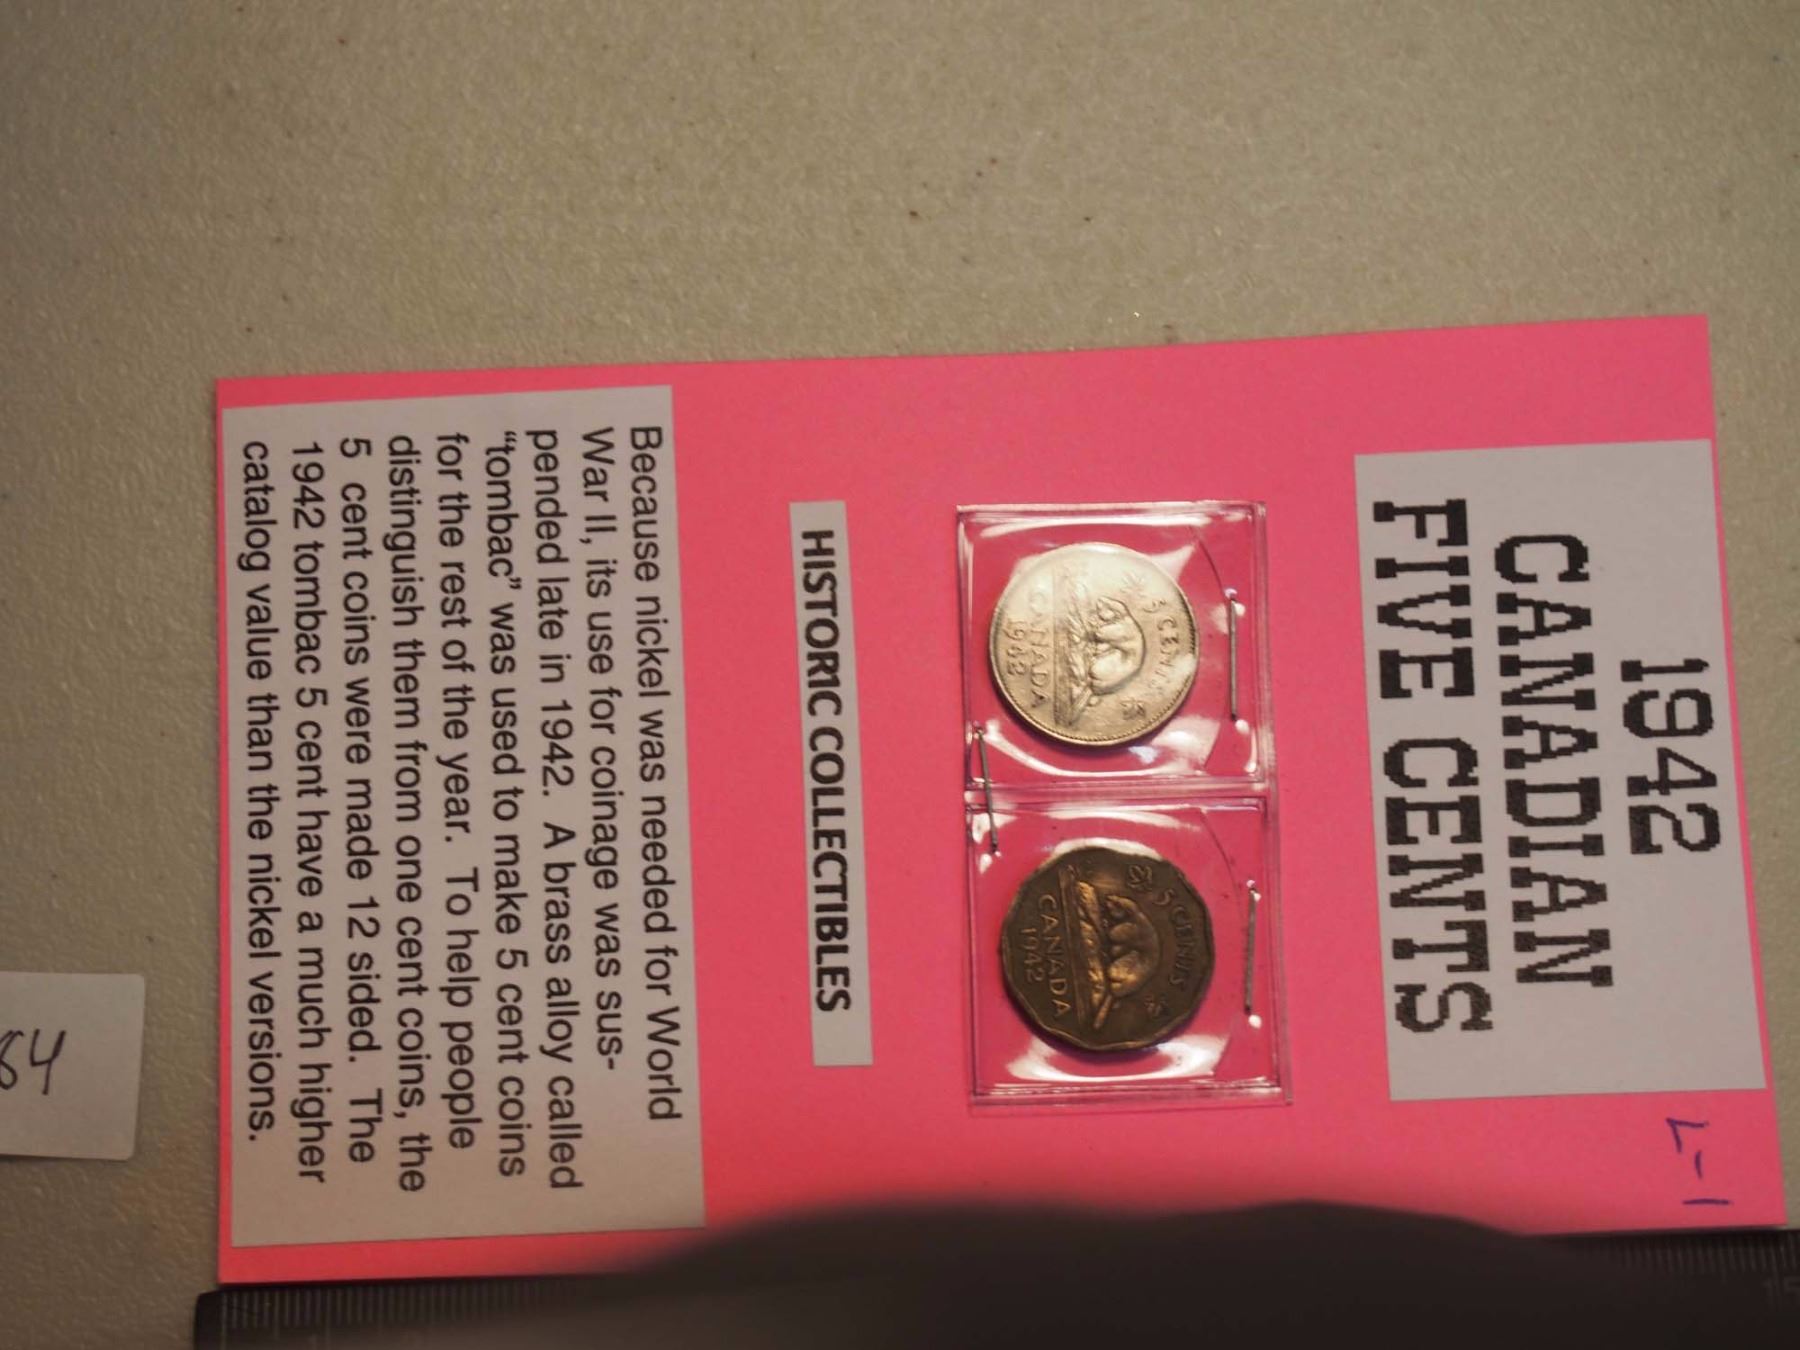 1942
CANADIAN
FIVE CENTS
L-1
5 CENTS
CANADA
1962
5 CENTS
CANADA
1942
HISTORIC COLLECTIBLES
Because nickel was needed for World
War II, its use for coinage was sus-
pended late in 1942. A brass alloy called
“tombac” was used to make 5 cent coins
for the rest of the year. To help people
distinguish them from one cent coins, the
5 cent coins were made 12 sided. The
1942 tombac 5 cent have a much higher
catalog value than the nickel versions.